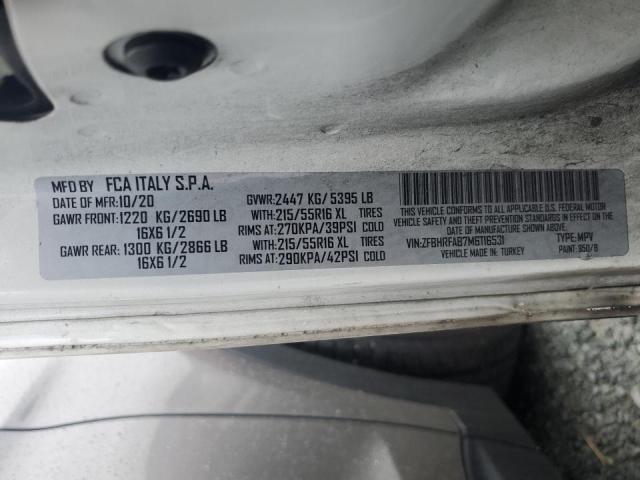 MFD BY FCA ITALY S.P.A.
DATE OF MFR:10/20 GVWR:2447 KG/5395 LB
GAWR FRONT:1220 KG/2690 LB WITH:215/55R16 XL TIRES
16X6 1/2 RIMS AT:270KPA/39PSI COLD
GAWR REAR: 1300 KG/2866 LB WITH:215/55R16 XL TIRES
16X6 1/2 RIMS AT:290KPA/42PSI COLD
THIS VEHICLE CONFORMS TO ALL APPLICABLE U.S. FEDERAL MOTOR
VEHICLE SAFETY AND THEFT PREVENTION STANDARDS IN EFFECT ON THE
DATE OF MANUFACTURE SHOWN ABOVE.
VIN:ZFBHRFAB7M6T16531 TYPE:MPV
MADE IN: TURKEY PAINT: